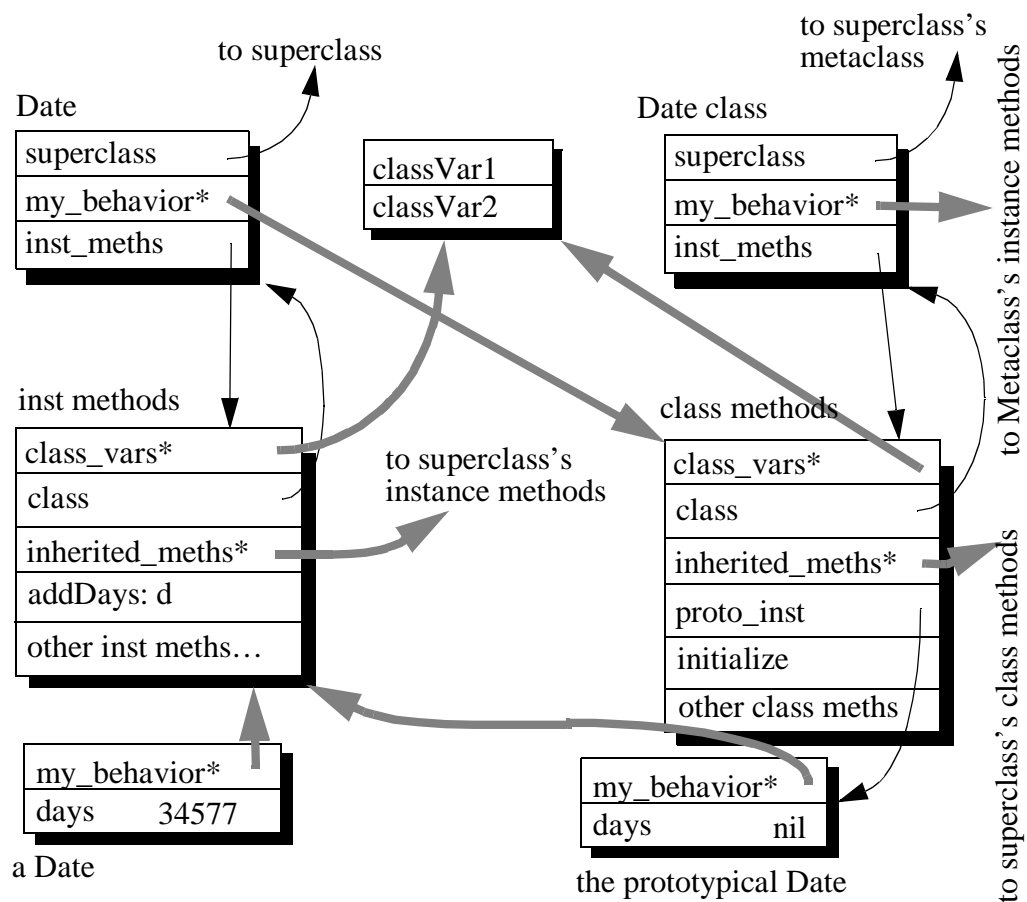 to superclass
to superclass's
metaclass
Date
superclass
my_behavior*
inst_meths
classVar1
classVar2
Date class
superclass
my_behavior*
inst_meths
to Metaclass's instance methods
inst methods
class_vars*
class
inherited_meths*
addDays: d
other inst meths…
to superclass's
instance methods
class methods
class_vars*
class
inherited_meths*
proto_inst
initialize
other class meths
to superclass's class methods
my_behavior*
days 34577
a Date
my_behavior*
days nil
the prototypical Date